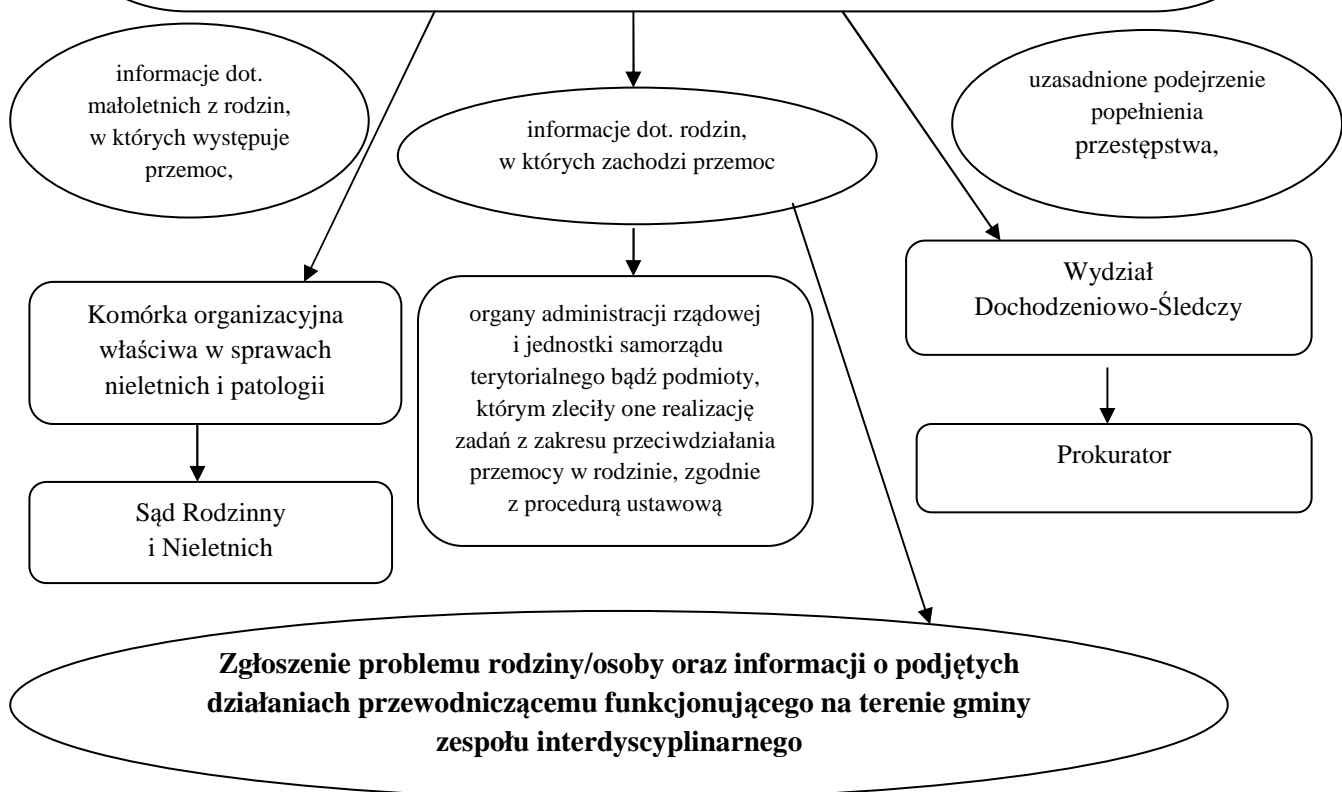 informacje dot.
małoletnich z rodzin,
w których występuje
przemoc,
informacje dot. rodzin,
w których zachodzi przemoc
uzasadnione podejrzenie
popełnienia
przestępstwa,
Komórka organizacyjna
właściwa w sprawach
nieletnich i patologii
organy administracji rządowej
i jednostki samorządu
terytorialnego bądź podmioty,
którym zleciły one realizację
zadań z zakresu przeciwdziałania
przemocy w rodzinie, zgodnie
z procedurą ustawową
Wydział
Dochodzeniowo-Śledczy
Prokurator
Sąd Rodzinny
i Nieletnich
Zgłoszenie problemu rodziny/osoby oraz informacji o podjętych
działaniach przewodniczącemu funkcjonującego na terenie gminy
zespołu interdyscyplinarnego